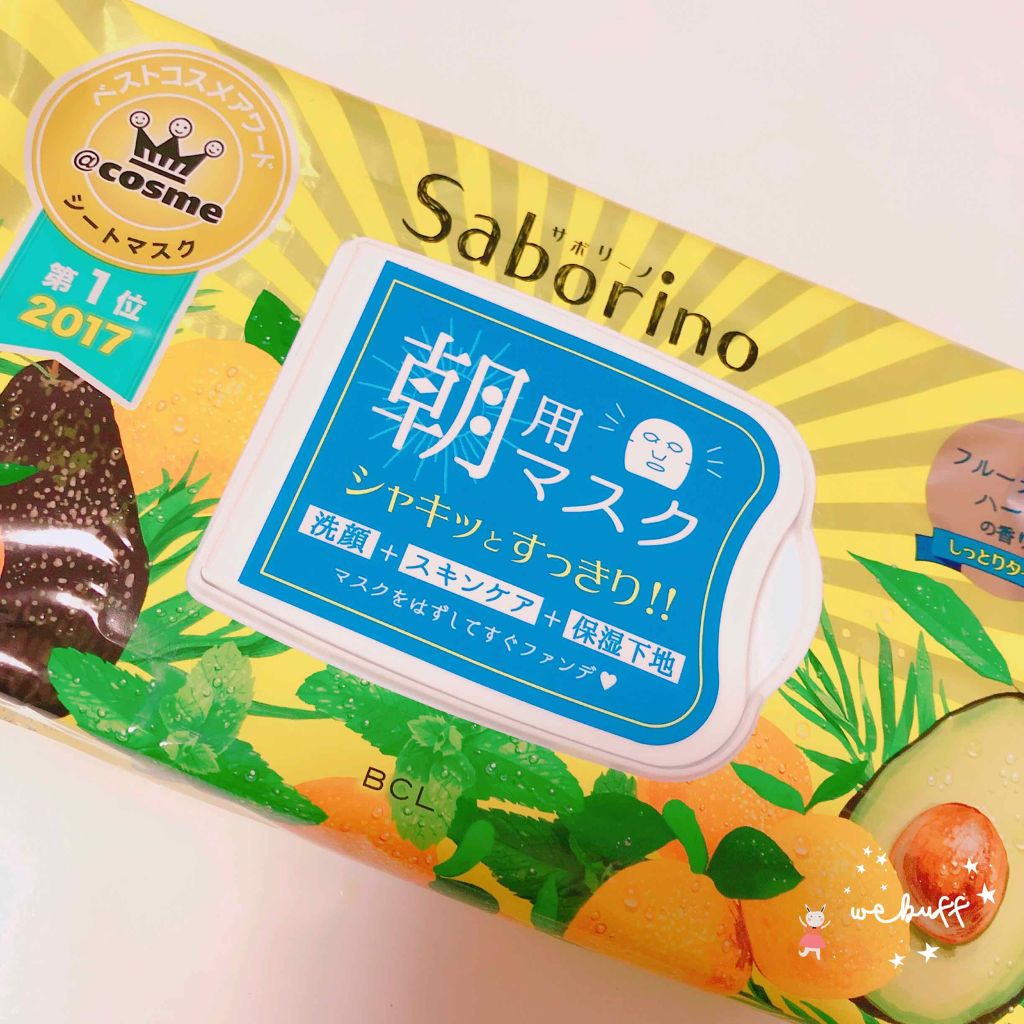 ベストコスメアワード
@cosme
シートマスク
第1位
2017
Saborino
サボリーノ
朝用マスク
シャキッとすっきり!!
洗顔+スキンケア+保湿下地
マスクをはずしてすぐファンデ♥
フルー
ハー
の香り
しっとりタ
BCL
webuff